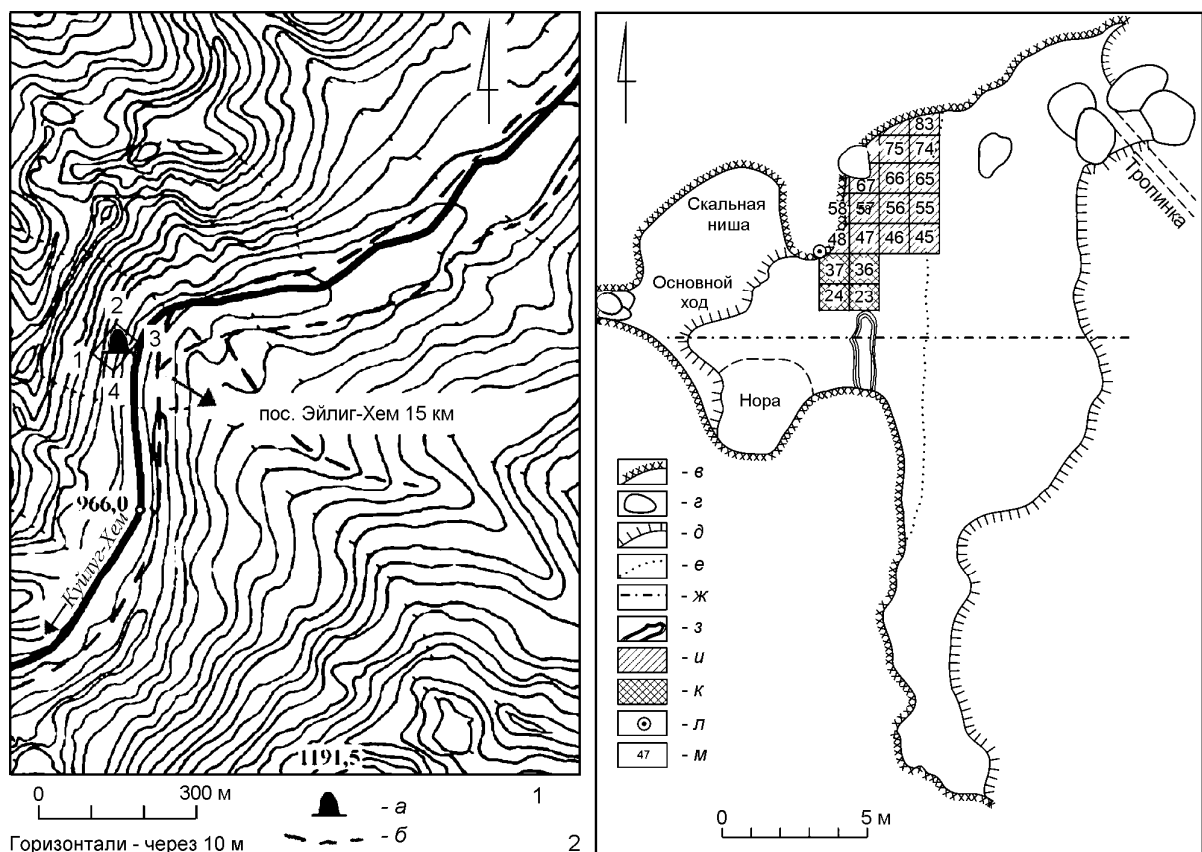 2
1
3
4
пос. Эйлиг-Хем 15 км
966,0
Куйлуг-Хем
1191,5
0 300 м
- а
1
Горизонтали - через 10 м
- б
2
83
75 74
67 66 65
58 56 55
48 47 46 45
37 36
24 23
Скальная
ниша
Основной
ход
Нора
Тропинка
- в
- г
- д
- е
- ж
- з
- и
- к
- л
47 - м
0 5 м